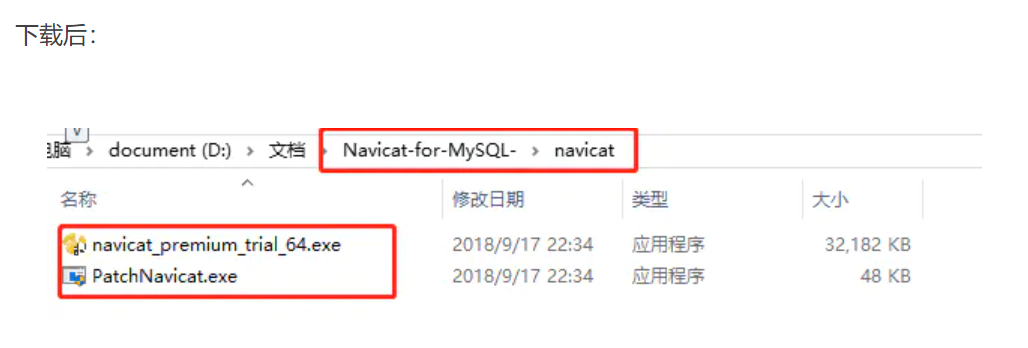 下载后：
电脑 › document (D:) › 文档 › Navicat-for-MySQL- › navicat
名称 修改日期 类型 大小
navicat_premium_trial_64.exe 2018/9/17 22:34 应用程序 32,182 KB
PatchNavicat.exe 2018/9/17 22:34 应用程序 48 KB